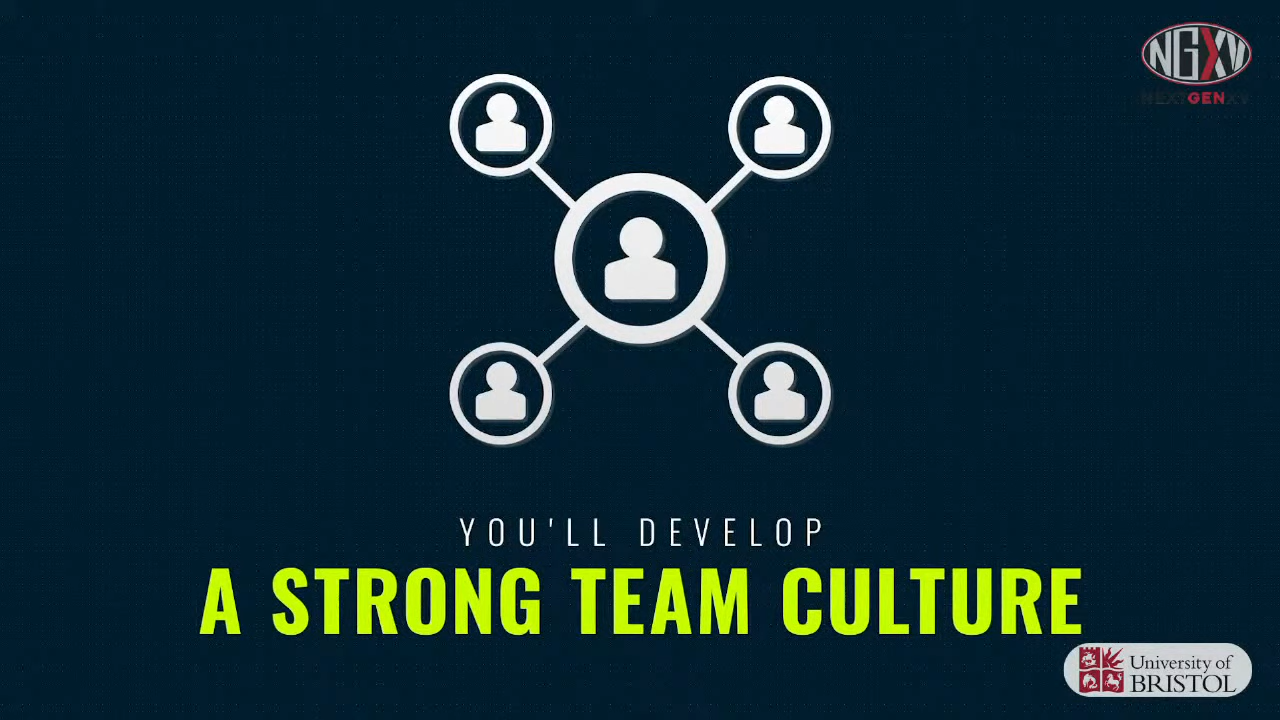 NGXV
NEXTGENXV
YOU'LL DEVELOP
A STRONG TEAM CULTURE
University of
BRISTOL